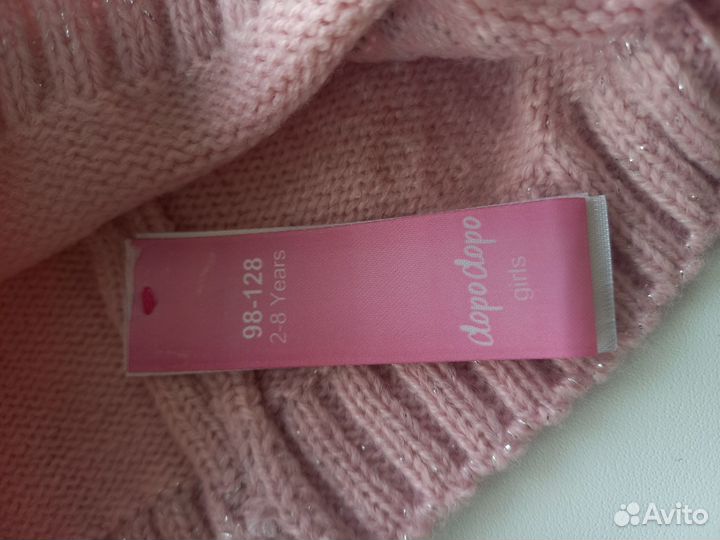 dopodopo
girls
98-128
2-8 Years
Avito